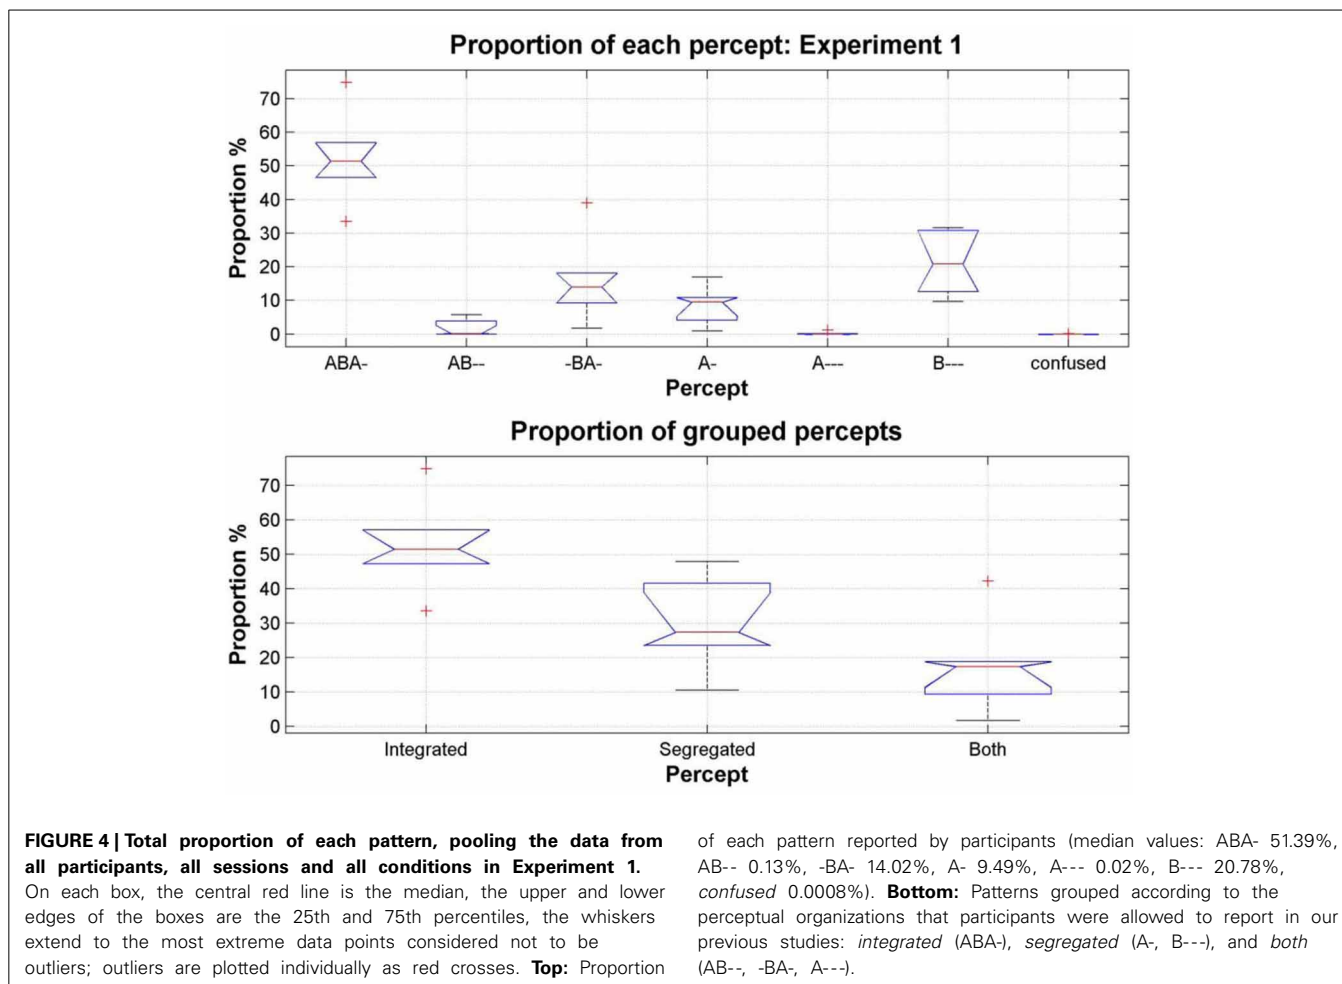 Proportion of each percept: Experiment 1
Proportion %
70
60
50
40
30
20
10
0
ABA-
AB--
-BA-
A-
A---
B---
confused
Percept
Proportion of grouped percepts
Proportion %
70
60
50
40
30
20
10
0
Integrated
Segregated
Both
Percept
FIGURE 4 | Total proportion of each pattern, pooling the data from
all participants, all sessions and all conditions in Experiment 1.
On each box, the central red line is the median, the upper and lower
edges of the boxes are the 25th and 75th percentiles, the whiskers
extend to the most extreme data points considered not to be
outliers; outliers are plotted individually as red crosses. Top: Proportion
of each pattern reported by participants (median values: ABA- 51.39%,
AB-- 0.13%, -BA- 14.02%, A- 9.49%, A--- 0.02%, B--- 20.78%,
confused 0.0008%). Bottom: Patterns grouped according to the
perceptual organizations that participants were allowed to report in our
previous studies: integrated (ABA-), segregated (A-, B---), and both
(AB--, -BA-, A---).